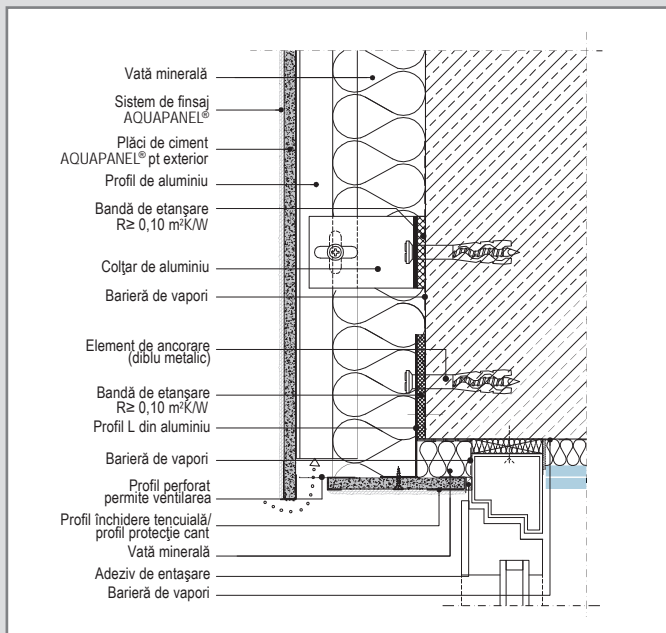 Vată minerală
Sistem de finsaj
AQUAPANEL®
Plăci de ciment
AQUAPANEL® pt exterior
Profil de aluminiu
Bandă de etanşare
R≥ 0,10 m²K/W
Colţar de aluminiu
Barieră de vapori
Element de ancorare
(diblu metalic)
Bandă de etanşare
R≥ 0,10 m²K/W
Profil L din aluminiu
Barieră de vapori
Profil perforat
permite ventilarea
Profil închidere tencuială/
profil protecţie cant
Vată minerală
Adeziv de entaşare
Barieră de vapori